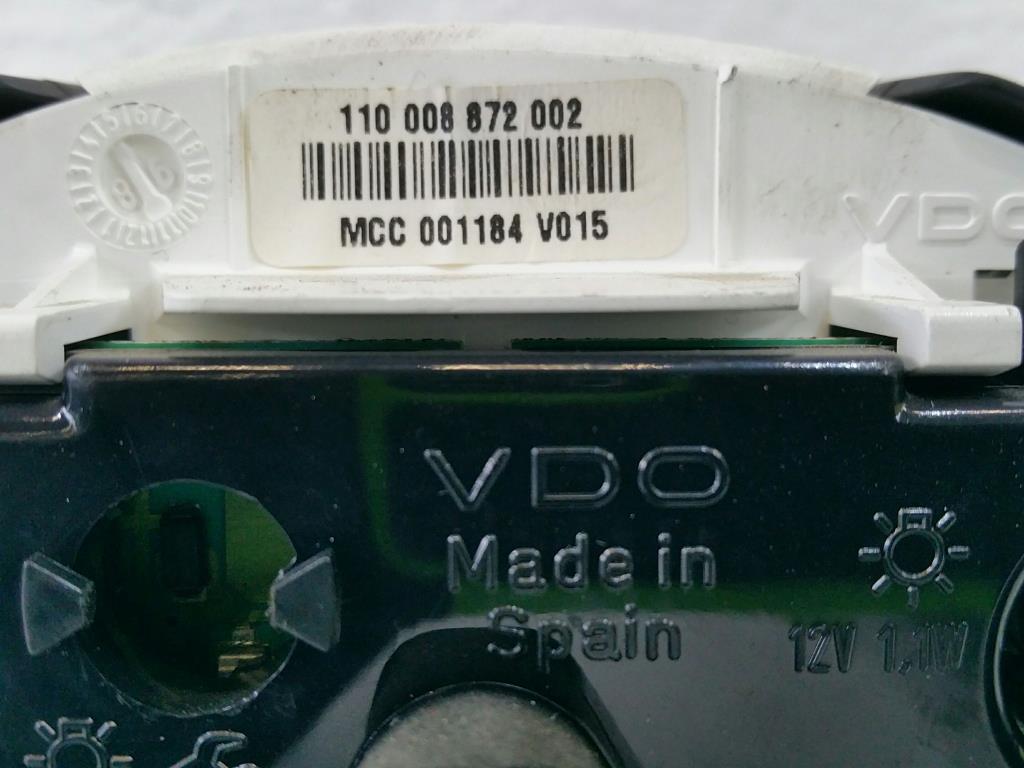 110 008 872 002
MCC 001184 V015
VDO
VDO
Made in
Spain
12V 1,1W